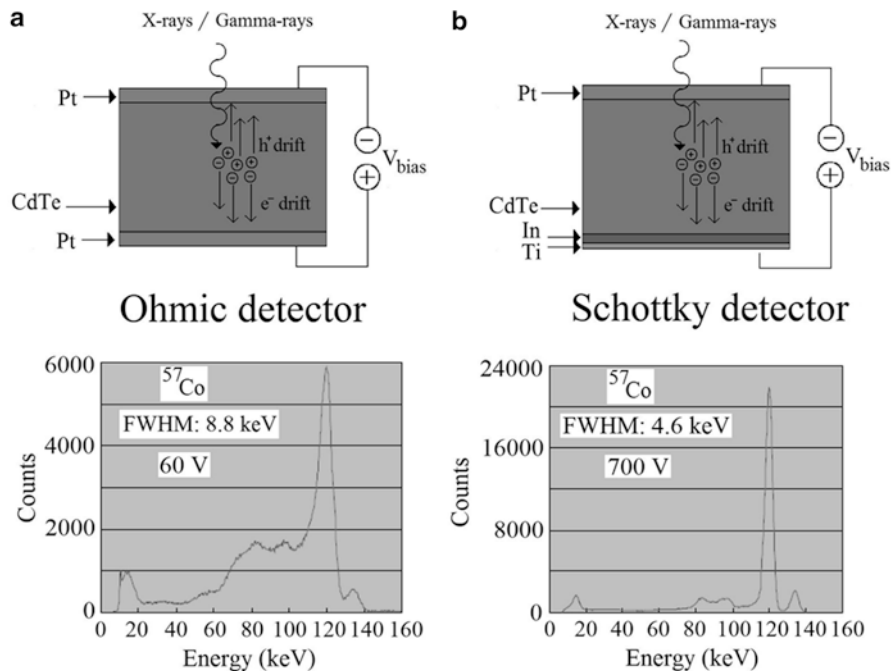 a
X-rays / Gamma-rays
Pt
h+ drift
− + Vbias
CdTe
e− drift
Pt
Ohmic detector
6000
57Co
FWHM: 8.8 keV
4000
60 V
Counts
2000
0
0 20 40 60 80 100 120 140 160
Energy (keV)
b
X-rays / Gamma-rays
Pt
h+ drift
− + Vbias
CdTe
e− drift
In
Ti
Schottky detector
24000
57Co
FWHM: 4.6 keV
16000
700 V
Counts
8000
0
0 20 40 60 80 100 120 140 160
Energy (keV)